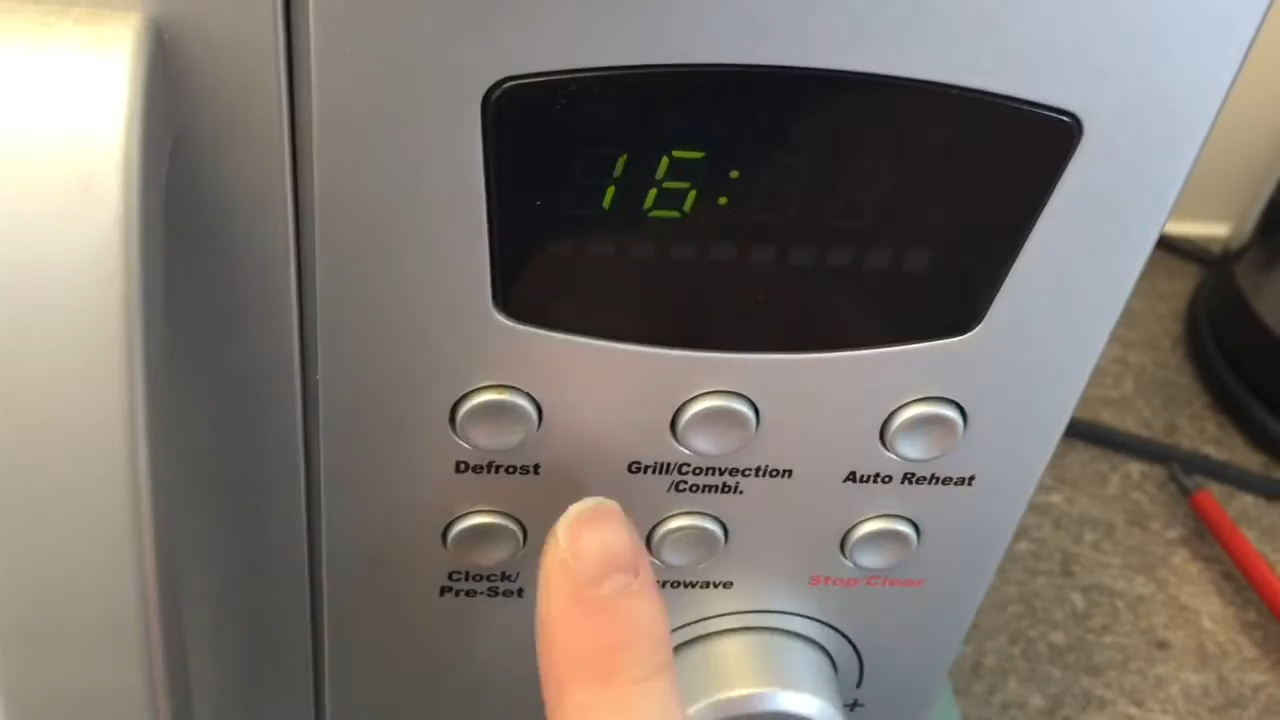 16:
Defrost
Grill/Convection
/Combi.
Auto Reheat
Clock/
Pre-Set
rowave
Stop Clear
+